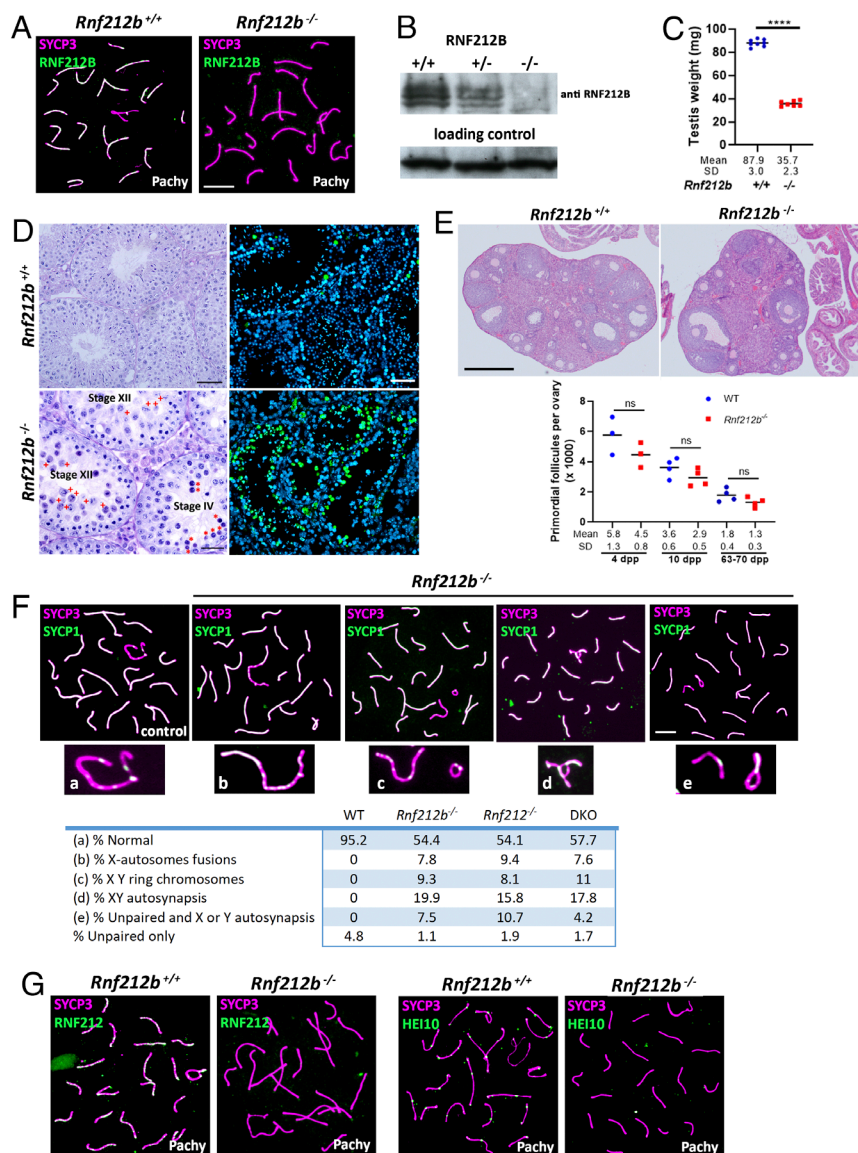 A
Rnf212b+/+
Rnf212b-/-
SYCP3
RNF212B
Pachy
SYCP3
RNF212B
Pachy
B
RNF212B
+/+ +/- -/-
anti RNF212B
loading control
C
****
Testis weight (mg)
100
80
60
40
20
0
Mean 87.9 35.7
SD 3.0 2.3
Rnf212b +/+ -/-
D
Rnf212b+/+
Rnf212b-/-
Stage XII
Stage XII
Stage IV
E
Rnf212b+/+
Rnf212b-/-
Primordial follicules per ovary
(x 1000)
8
6
4
2
0
ns
ns
ns
WT
Rnf212b-/-
Mean 5.8 4.5 3.6 2.9 1.8 1.3
SD 1.3 0.8 0.6 0.5 0.4 0.3
4 dpp 10 dpp 63-70 dpp
F
Rnf212b-/-
SYCP3
SYCP1
control
SYCP3
SYCP1
SYCP3
SYCP1
SYCP3
SYCP1
SYCP3
SYCP1
a
b
c
d
e
WT Rnf212b-/- Rnf212-/- DKO
(a) % Normal 95.2 54.4 54.1 57.7
(b) % X-autosomes fusions 0 7.8 9.4 7.6
(c) % X Y ring chromosomes 0 9.3 8.1 11
(d) % XY autosynapsis 0 19.9 15.8 17.8
(e) % Unpaired and X or Y autosynapsis 0 7.5 10.7 4.2
% Unpaired only 4.8 1.1 1.9 1.7
G
Rnf212b+/+
Rnf212b-/-
Rnf212b+/+
Rnf212b-/-
SYCP3
RNF212
Pachy
SYCP3
RNF212
Pachy
SYCP3
HEI10
Pachy
SYCP3
HEI10
Pachy